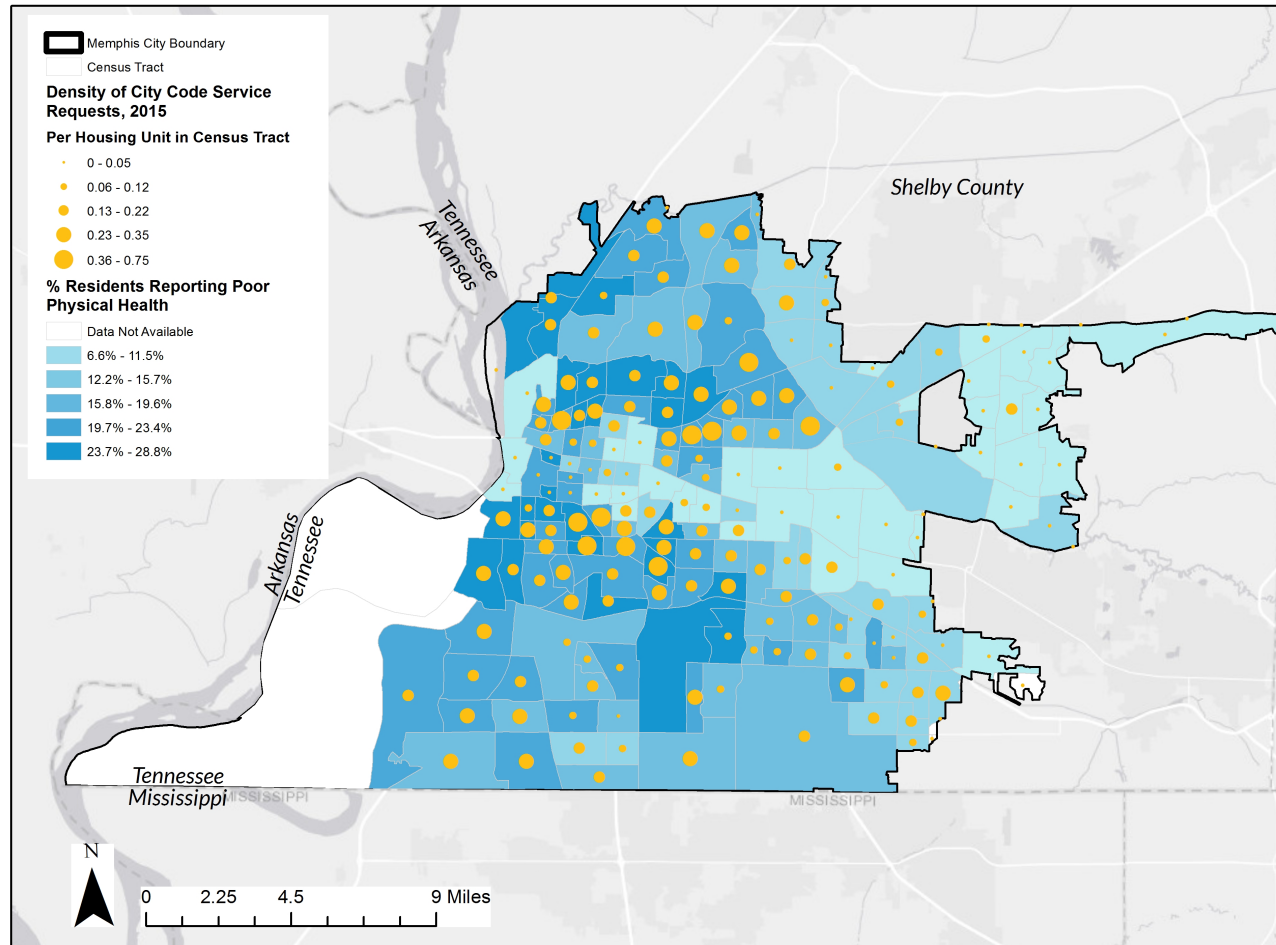 Memphis City Boundary
Census Tract
Density of City Code Service
Requests, 2015
Per Housing Unit in Census Tract
0 - 0.05
0.06 - 0.12
0.13 - 0.22
0.23 - 0.35
0.36 - 0.75
% Residents Reporting Poor
Physical Health
Data Not Available
6.6% - 11.5%
12.2% - 15.7%
15.8% - 19.6%
19.7% - 23.4%
23.7% - 28.8%
Shelby County
Tennessee
Arkansas
Arkansas
Tennessee
Tennessee
Mississippi
MISSISSIPPI
MISSISSIPPI
N
0 2.25 4.5 9 Miles